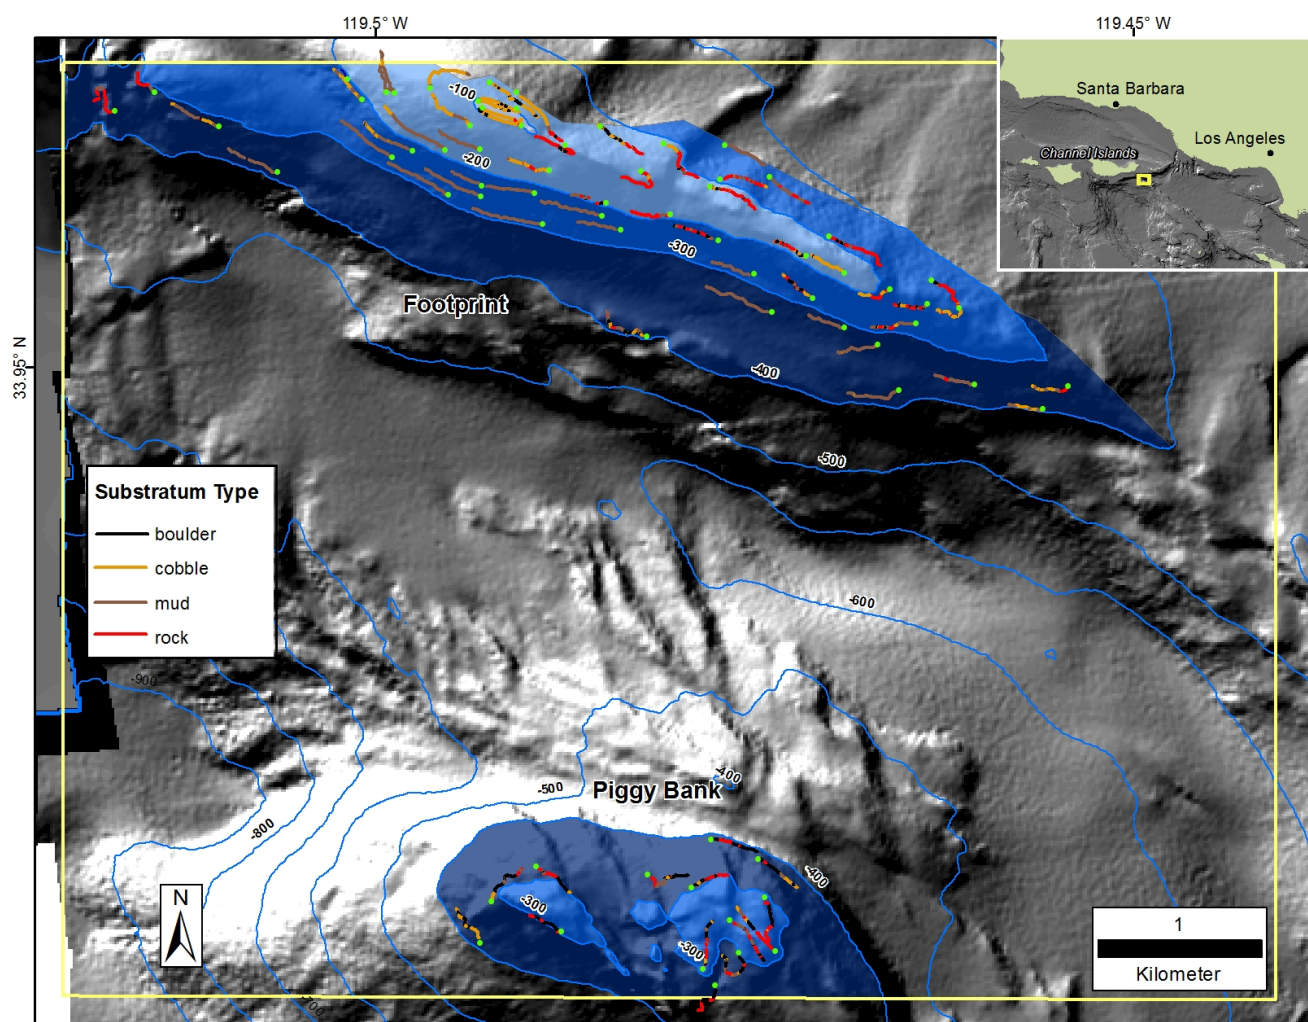 119.5° W
119.45° W
Santa Barbara
Los Angeles
Channel Islands
-100
-200
-300
Footprint
33.95° N
-400
-500
Substratum Type
boulder
cobble
mud
rock
-600
-900
-400
-500
Piggy Bank
-800
-400
N
-300
-300
1
Kilometer
-700